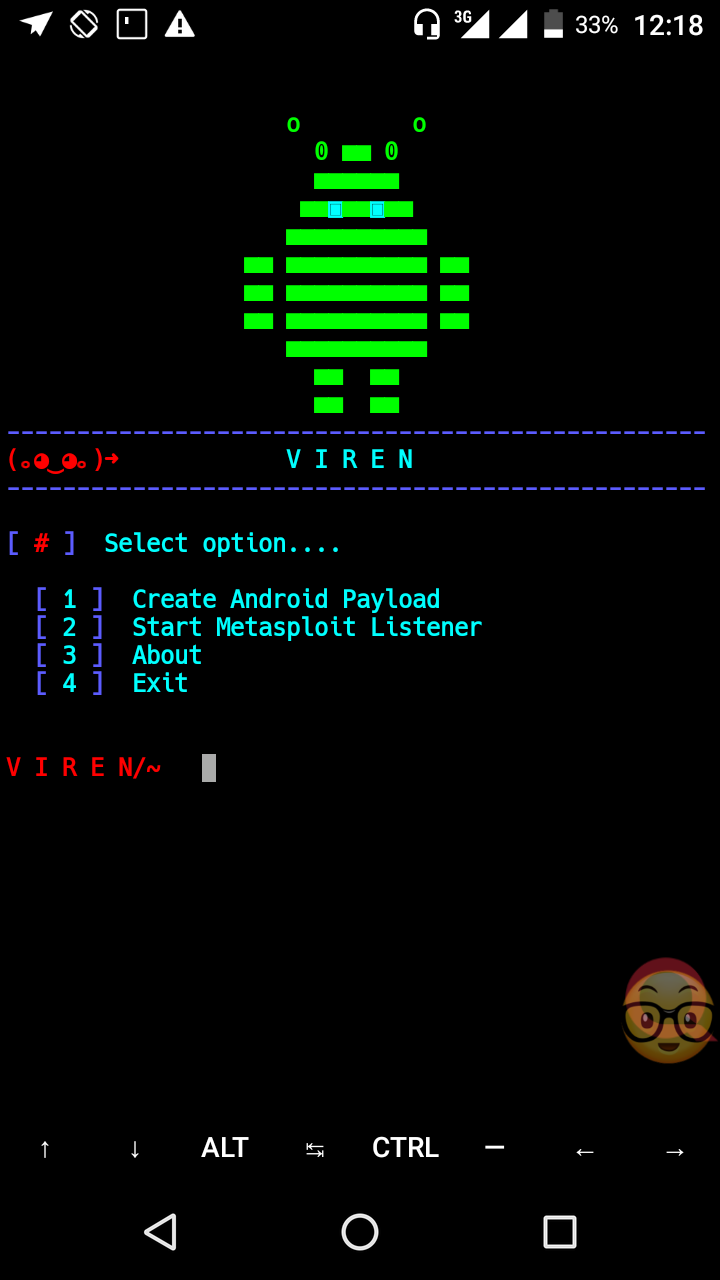 3G 33% 12:18
o o
0 0
(｡◕‿◕｡)➜ V I R E N
[ # ] Select option....
[ 1 ] Create Android Payload
[ 2 ] Start Metasploit Listener
[ 3 ] About
[ 4 ] Exit
V I R E N/~
↑ ↓ ALT ↹ CTRL – ← →